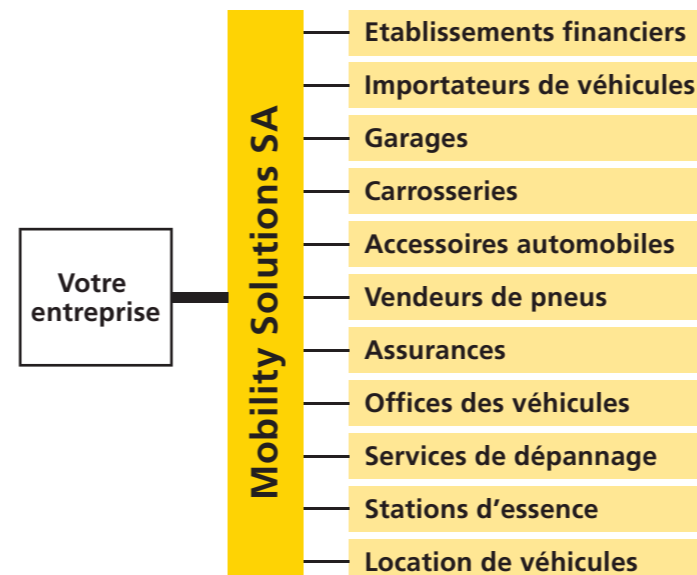 Votre
entreprise
Mobility Solutions SA
Etablissements financiers
Importateurs de véhicules
Garages
Carrosseries
Accessoires automobiles
Vendeurs de pneus
Assurances
Offices des véhicules
Services de dépannage
Stations d’essence
Location de véhicules